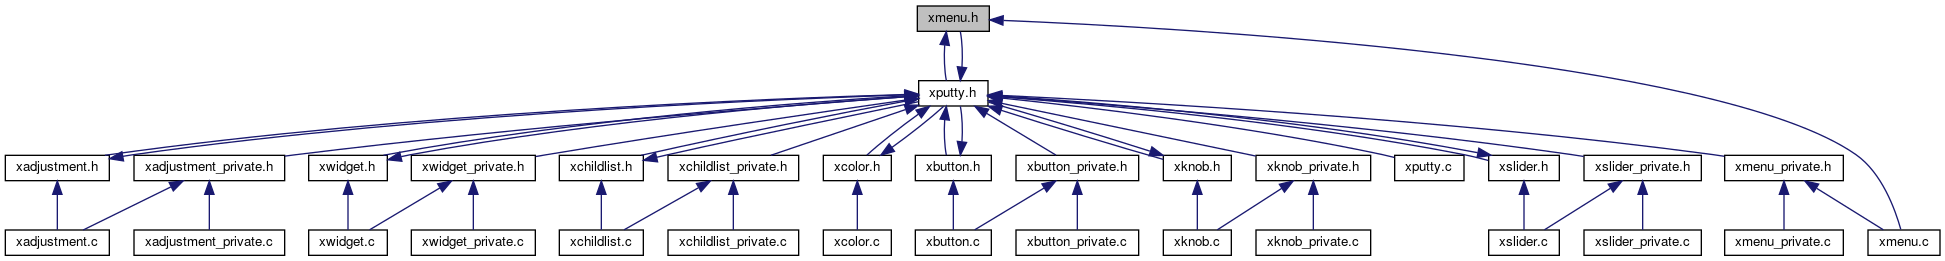 xmenu.h
xputty.h
xadjustment.h
xadjustment_private.h
xwidget.h
xwidget_private.h
xchildlist.h
xchildlist_private.h
xcolor.h
xbutton.h
xbutton_private.h
xknob.h
xknob_private.h
xputty.c
xslider.h
xslider_private.h
xmenu_private.h
xadjustment.c
xadjustment_private.c
xwidget.c
xwidget_private.c
xchildlist.c
xchildlist_private.c
xcolor.c
xbutton.c
xbutton_private.c
xknob.c
xknob_private.c
xslider.c
xslider_private.c
xmenu_private.c
xmenu.c